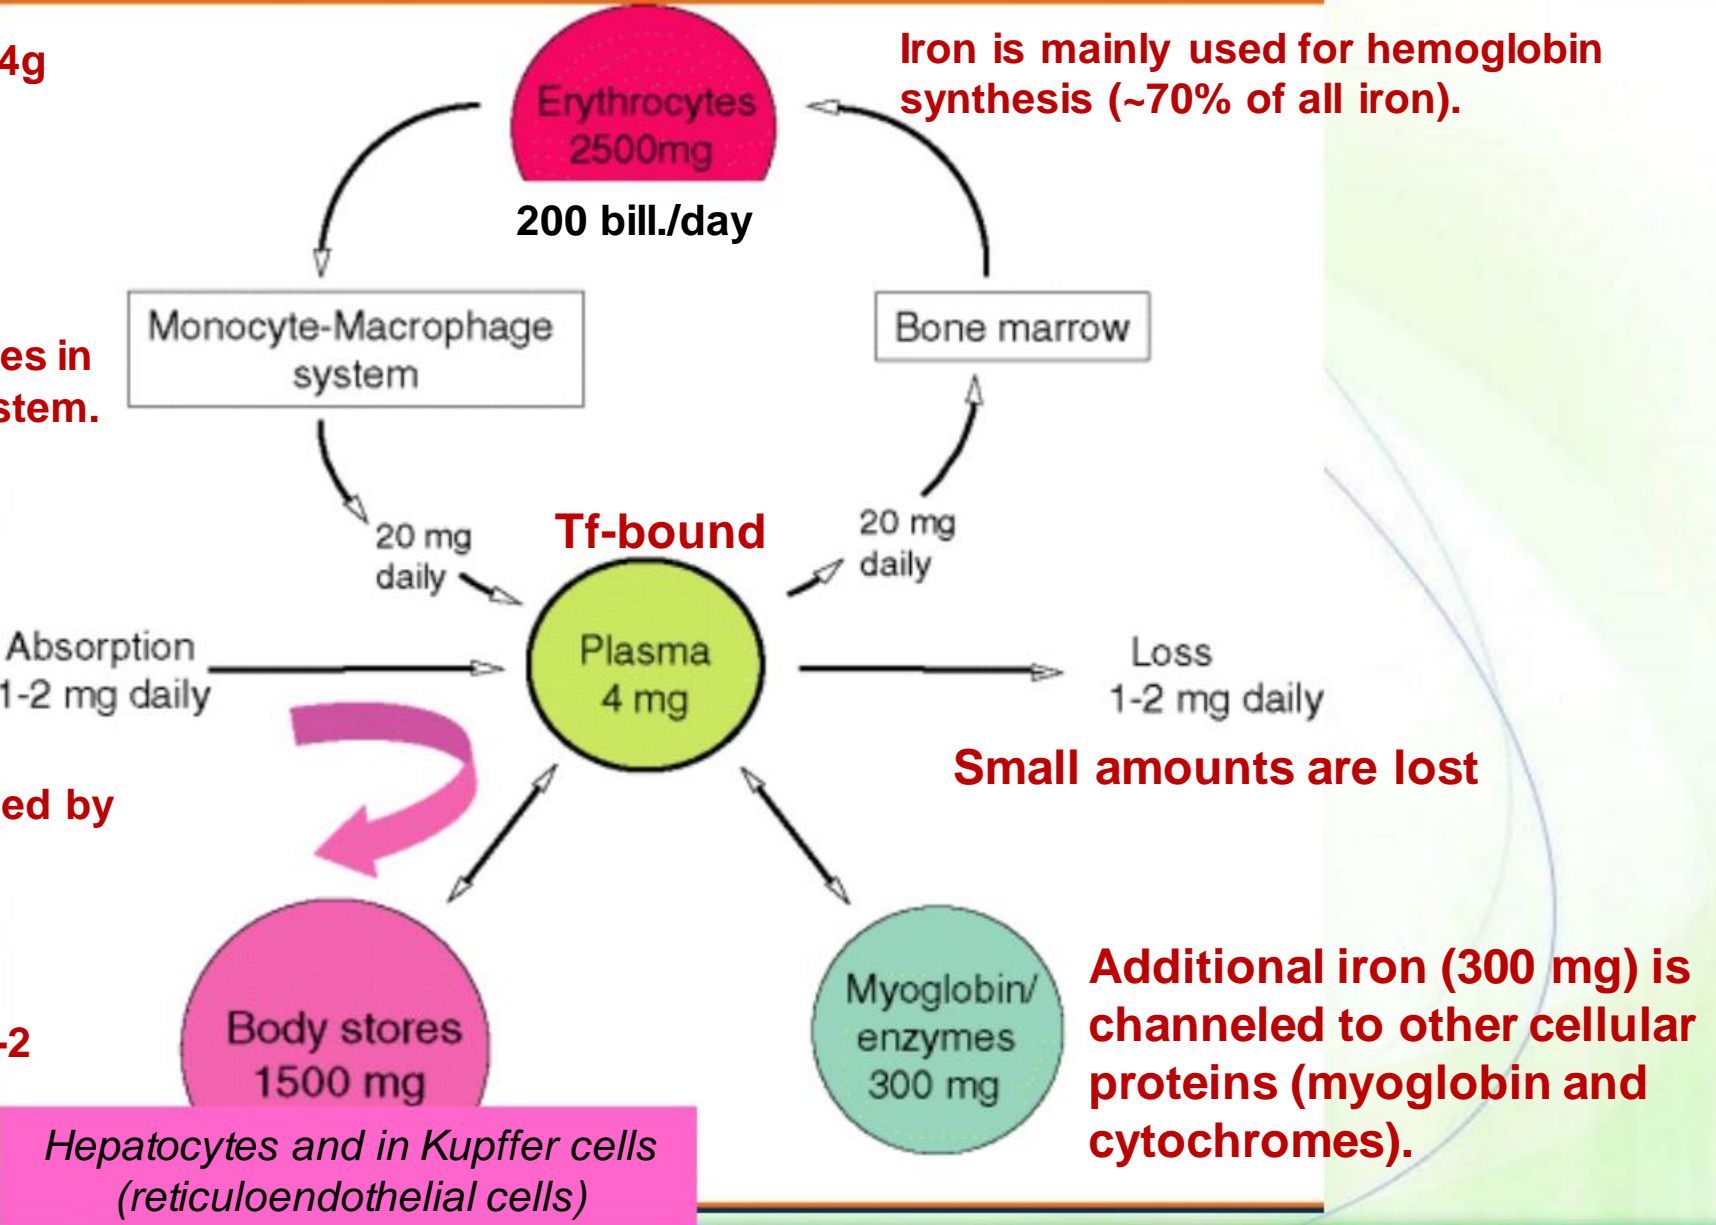 4g
Iron is mainly used for hemoglobin
synthesis (~70% of all iron).
Erythrocytes
2500mg
200 bill./day
Monocyte-Macrophage
system
Bone marrow
es in
stem.
20 mg
daily
Tf-bound
20 mg
daily
Absorption
1-2 mg daily
Plasma
4 mg
Loss
1-2 mg daily
Small amounts are lost
ed by
Body stores
1500 mg
-2
Myoglobin/
enzymes
300 mg
Additional iron (300 mg) is
channeled to other cellular
proteins (myoglobin and
cytochromes).
Hepatocytes and in Kupffer cells
(reticuloendothelial cells)